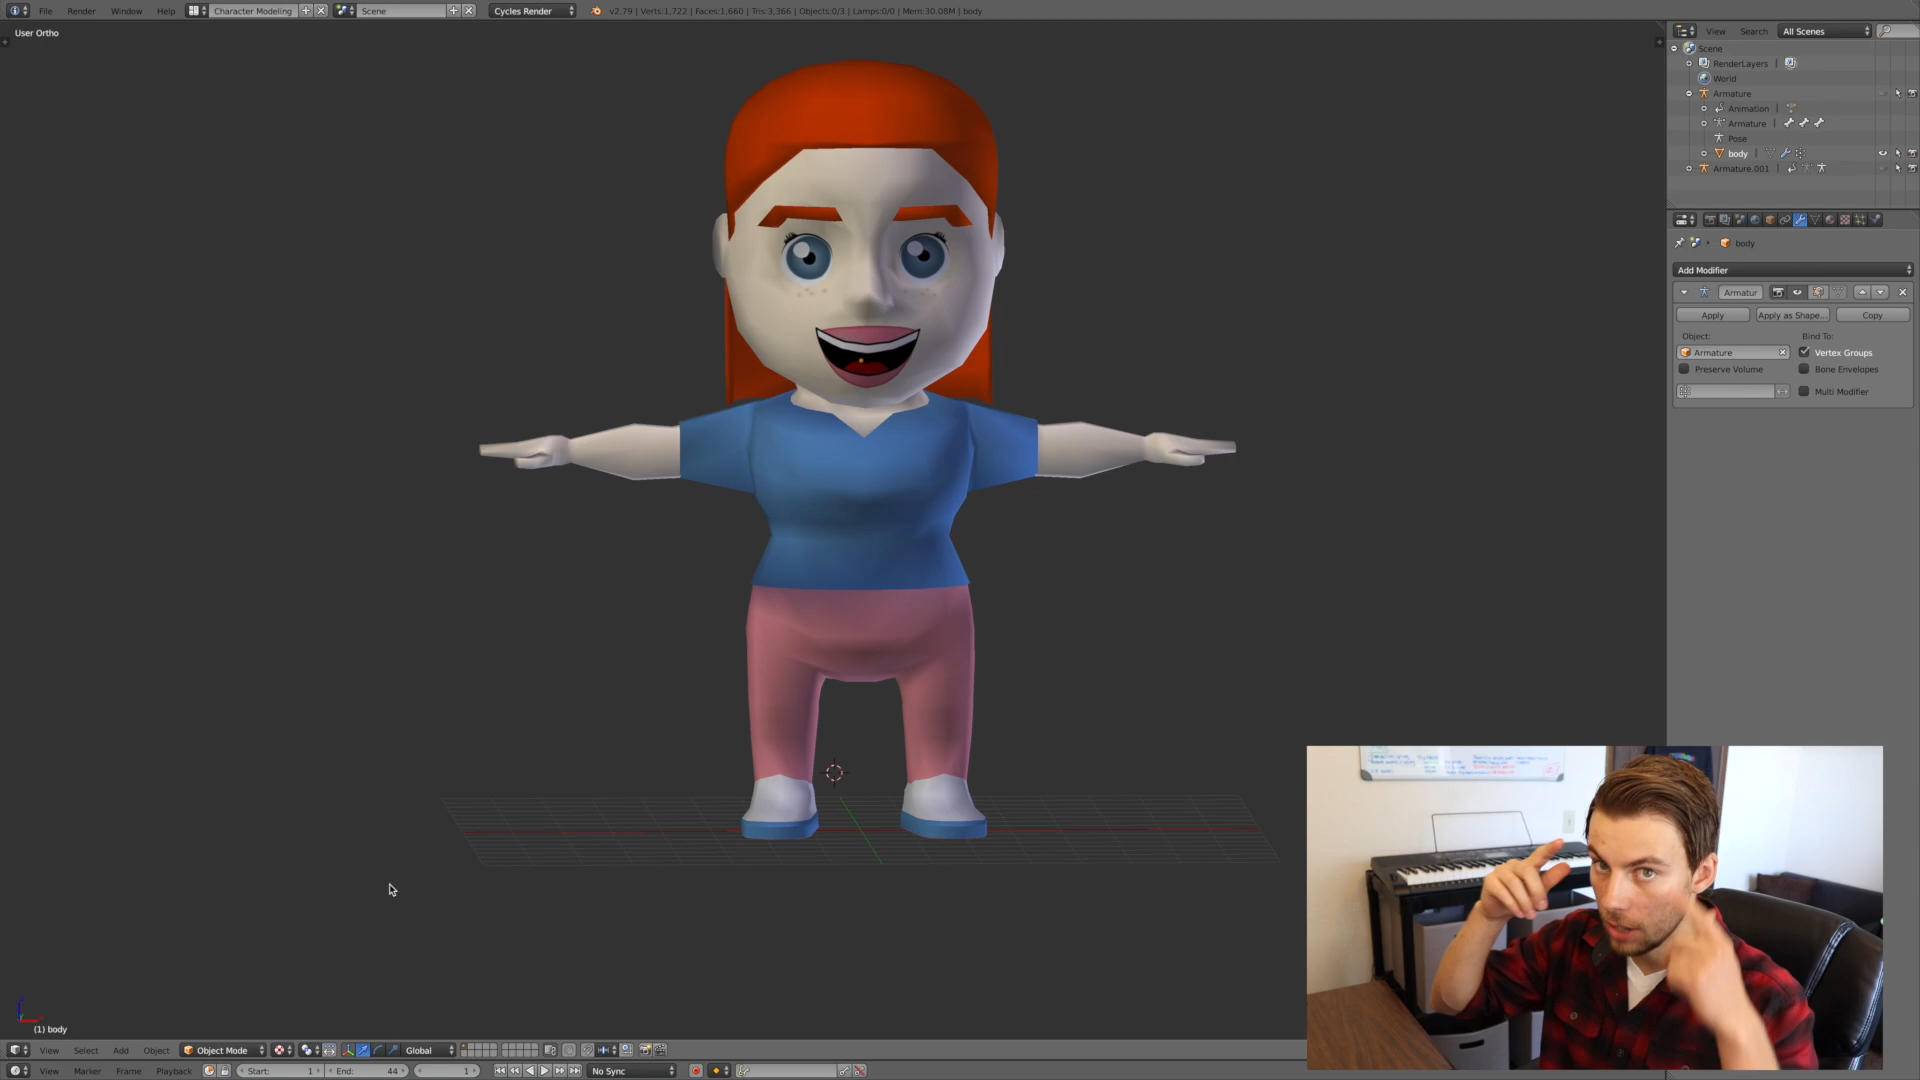 File Render Window Help Character Modeling Scene Cycles Render v2.79 | Verts:1,722 | Faces:1,660 | Tris:3,366 | Objects:0/3 | Lamps:0/0 | Mem:30.08M | body
User Ortho
View Search All Scenes
Scene
RenderLayers |
World
Armature
Animation |
Armature |
Pose
body |
Armature.001 |
body
Add Modifier
Armatur
Apply Apply as Shape... Copy
Object: Bind To:
Armature Vertex Groups
Preserve Volume Bone Envelopes
Multi Modifier
(1) body
View Select Add Object Object Mode Global
View Marker Frame Playback Start: 1 End: 44 1 No Sync